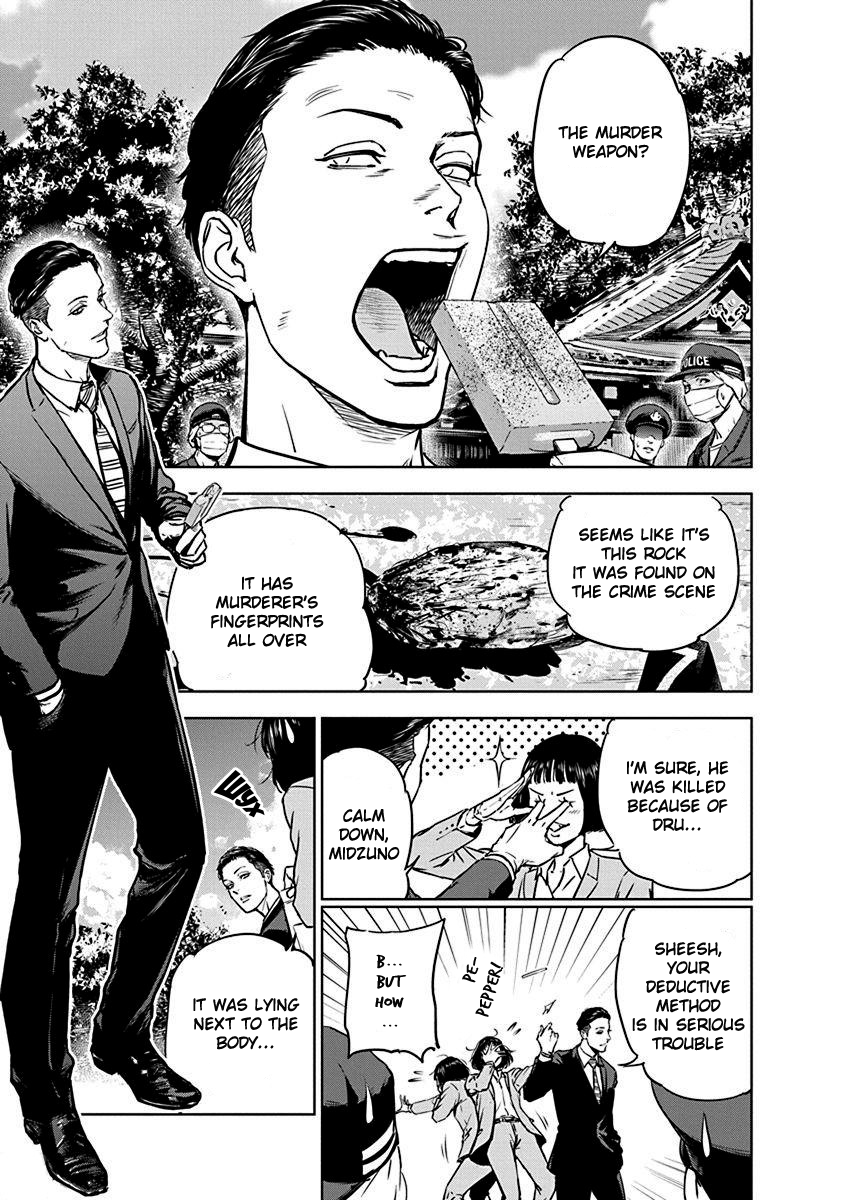 THE MURDER
WEAPON?
POLICE
SEEMS LIKE IT'S
THIS ROCK
IT WAS FOUND ON
THE CRIME SCENE
IT HAS
MURDERER'S
FINGERPRINTS
ALL OVER
7
I'M SURE, HE
WAS KILLED
BECAUSE OF
DRU...
CALM
DOWN,
MIDZUNO
Шух
IT WAS LYING
NEXT TO THE
BODY...
SHEESH,
YOUR
DEDUCTIVE
METHOD
IS IN SERIOUS
TROUBLE
PE-
PEPPER!
B...
BUT
HOW
...